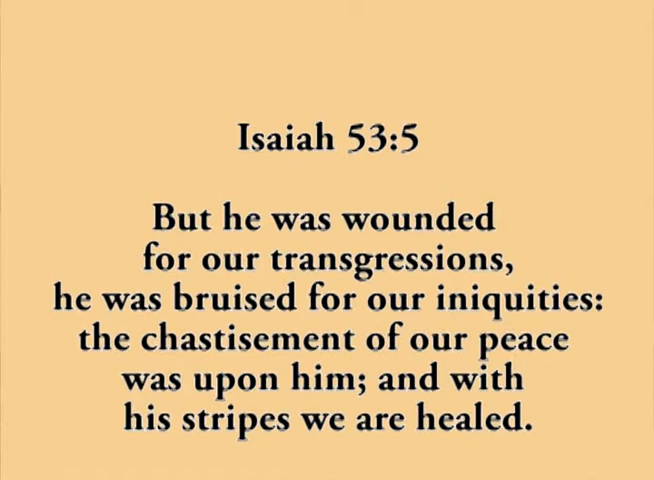 Isaiah 53:5
But he was wounded
for our transgressions,
he was bruised for our iniquities:
the chastisement of our peace
was upon him; and with
his stripes we are healed.